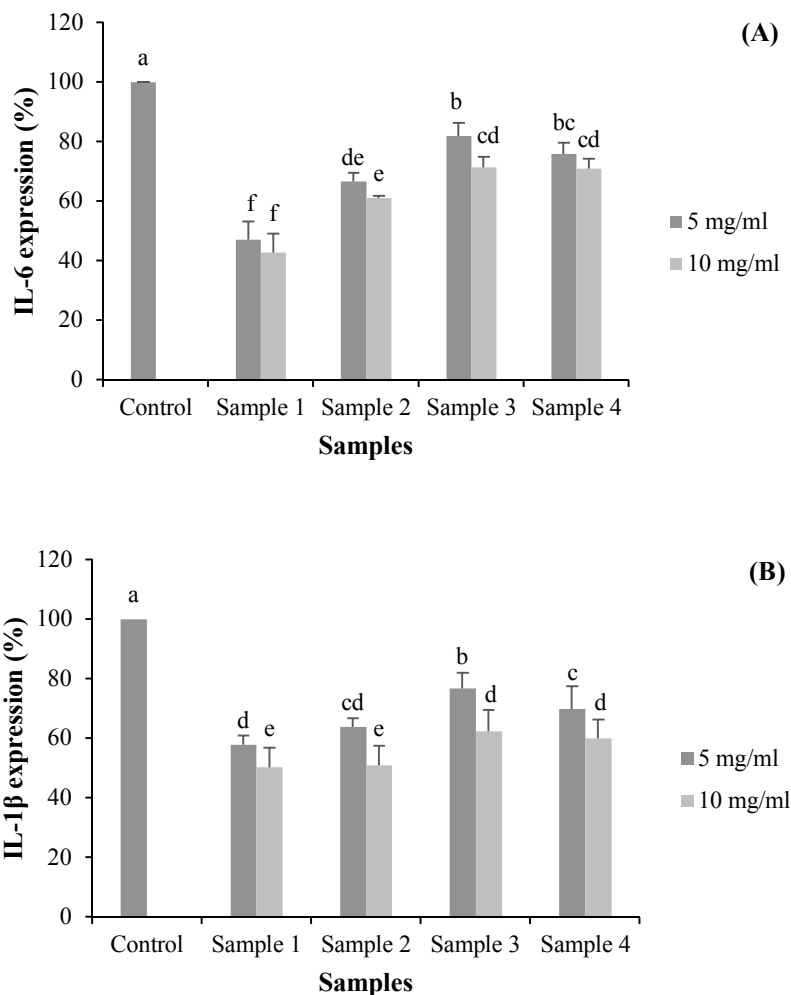 (A)
120
100
80
60
40
20
0
IL-6 expression (%)
a
f f
de e
b cd
bc cd
Control Sample 1 Sample 2 Sample 3 Sample 4
Samples
5 mg/ml
10 mg/ml
(B)
120
100
80
60
40
20
0
IL-1β expression (%)
a
d e
cd e
b d
c d
Control Sample 1 Sample 2 Sample 3 Sample 4
Samples
5 mg/ml
10 mg/ml